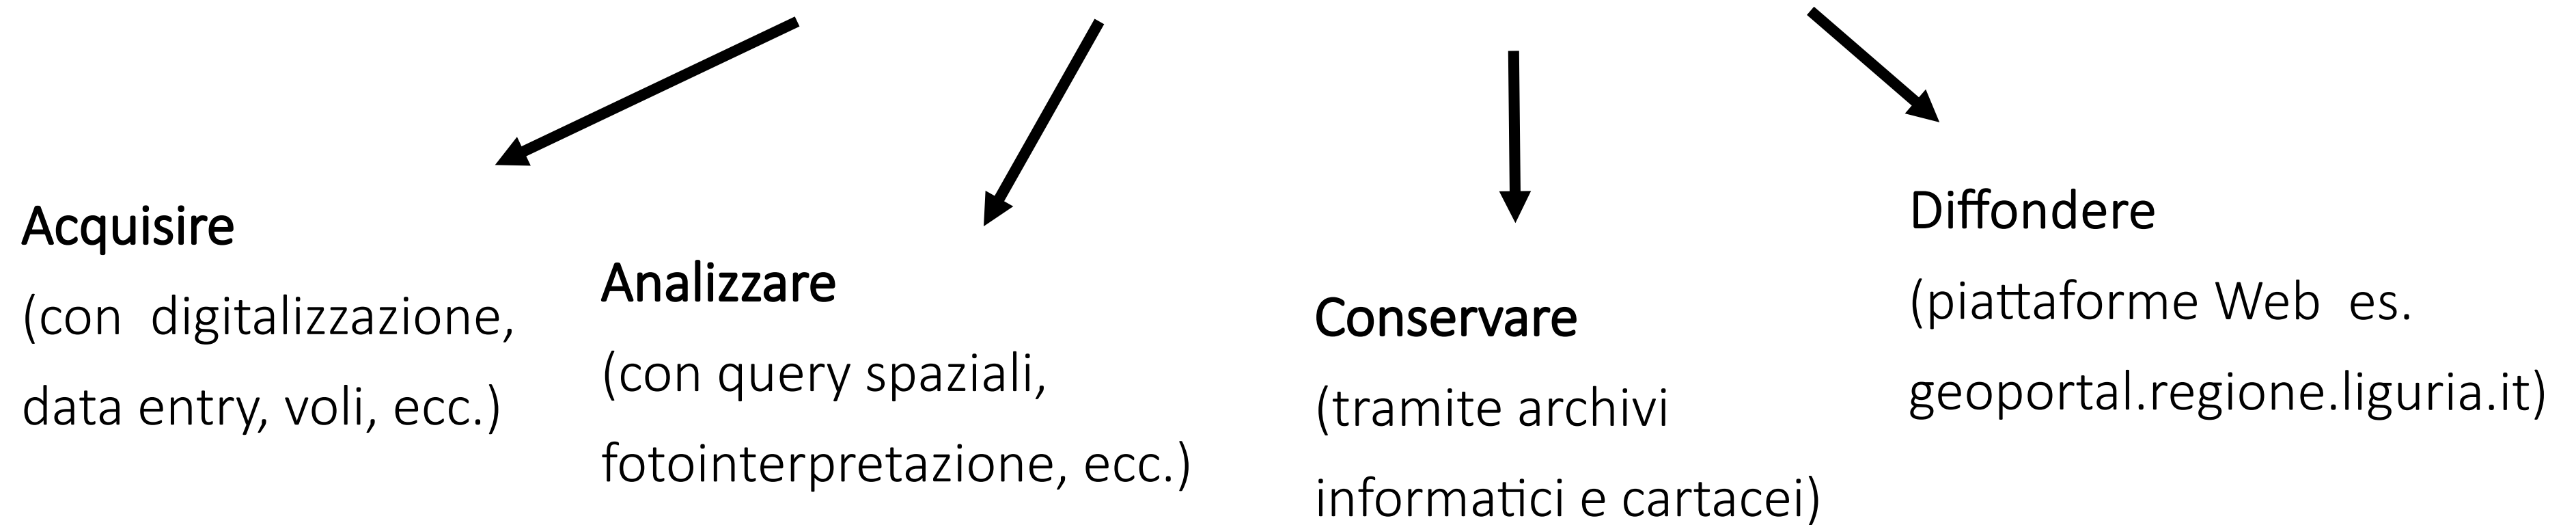 Acquisire
(con digitalizzazione,
data entry, voli, ecc.)
Analizzare
(con query spaziali,
fotointerpretazione, ecc.)
Conservare
(tramite archivi
informatici e cartacei)
Diffondere
(piattaforme Web es.
geoportal.regione.liguria.it)